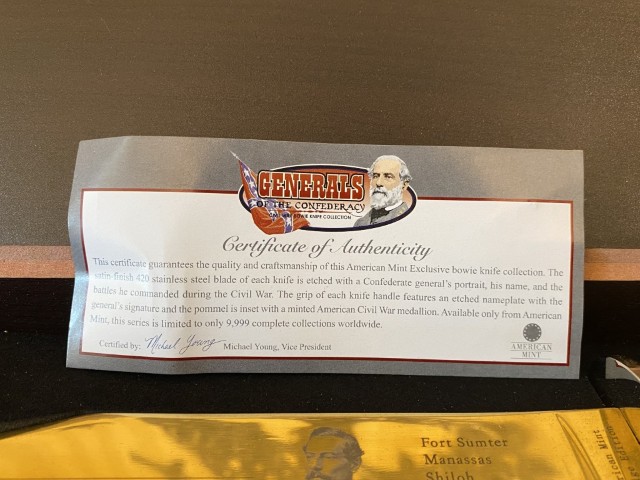 GENERALS
OF THE CONFEDERACY
CIVIL WAR BOWIE KNIFE COLLECTION
Certificate of Authenticity
This certificate guarantees the quality and craftsmanship of this American Mint Exclusive bowie knife collection. The
satin-finish 420 stainless steel blade of each knife is etched with a Confederate general's portrait, his name, and the
battles he commanded during the Civil War. The grip of each knife handle features an etched nameplate with the
general's signature and the pommel is inset with a minted American Civil War medallion. Available only from American
Mint, this series is limited to only 9,999 complete collections worldwide.
Certified by: Michael Young Michael Young, Vice President
AMERICAN
MINT
Fort Sumter
Manassas
Shiloh
Mint
Edition